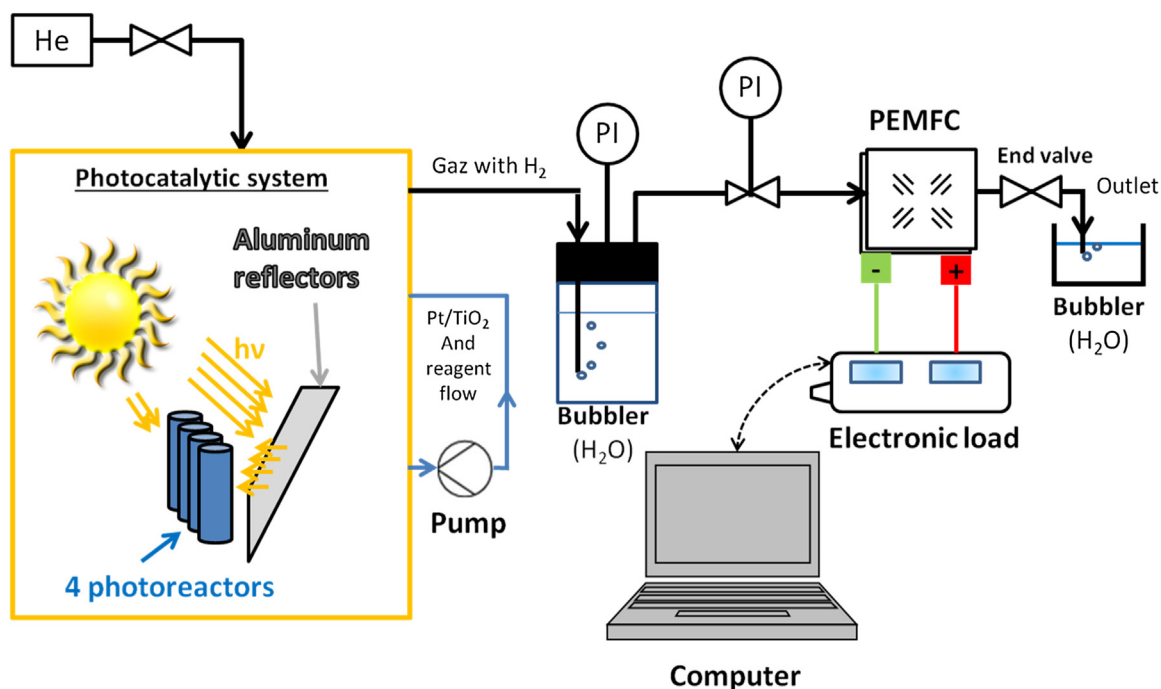 He
PI
PI
PEMFC
End valve
Outlet
Gaz with H₂
Photocatalytic system
Aluminum
reflectors
hν
Pt/TiO₂
And
reagent
flow
-
+
Bubbler
(H₂O)
Bubbler
(H₂O)
Electronic load
Pump
4 photoreactors
Computer